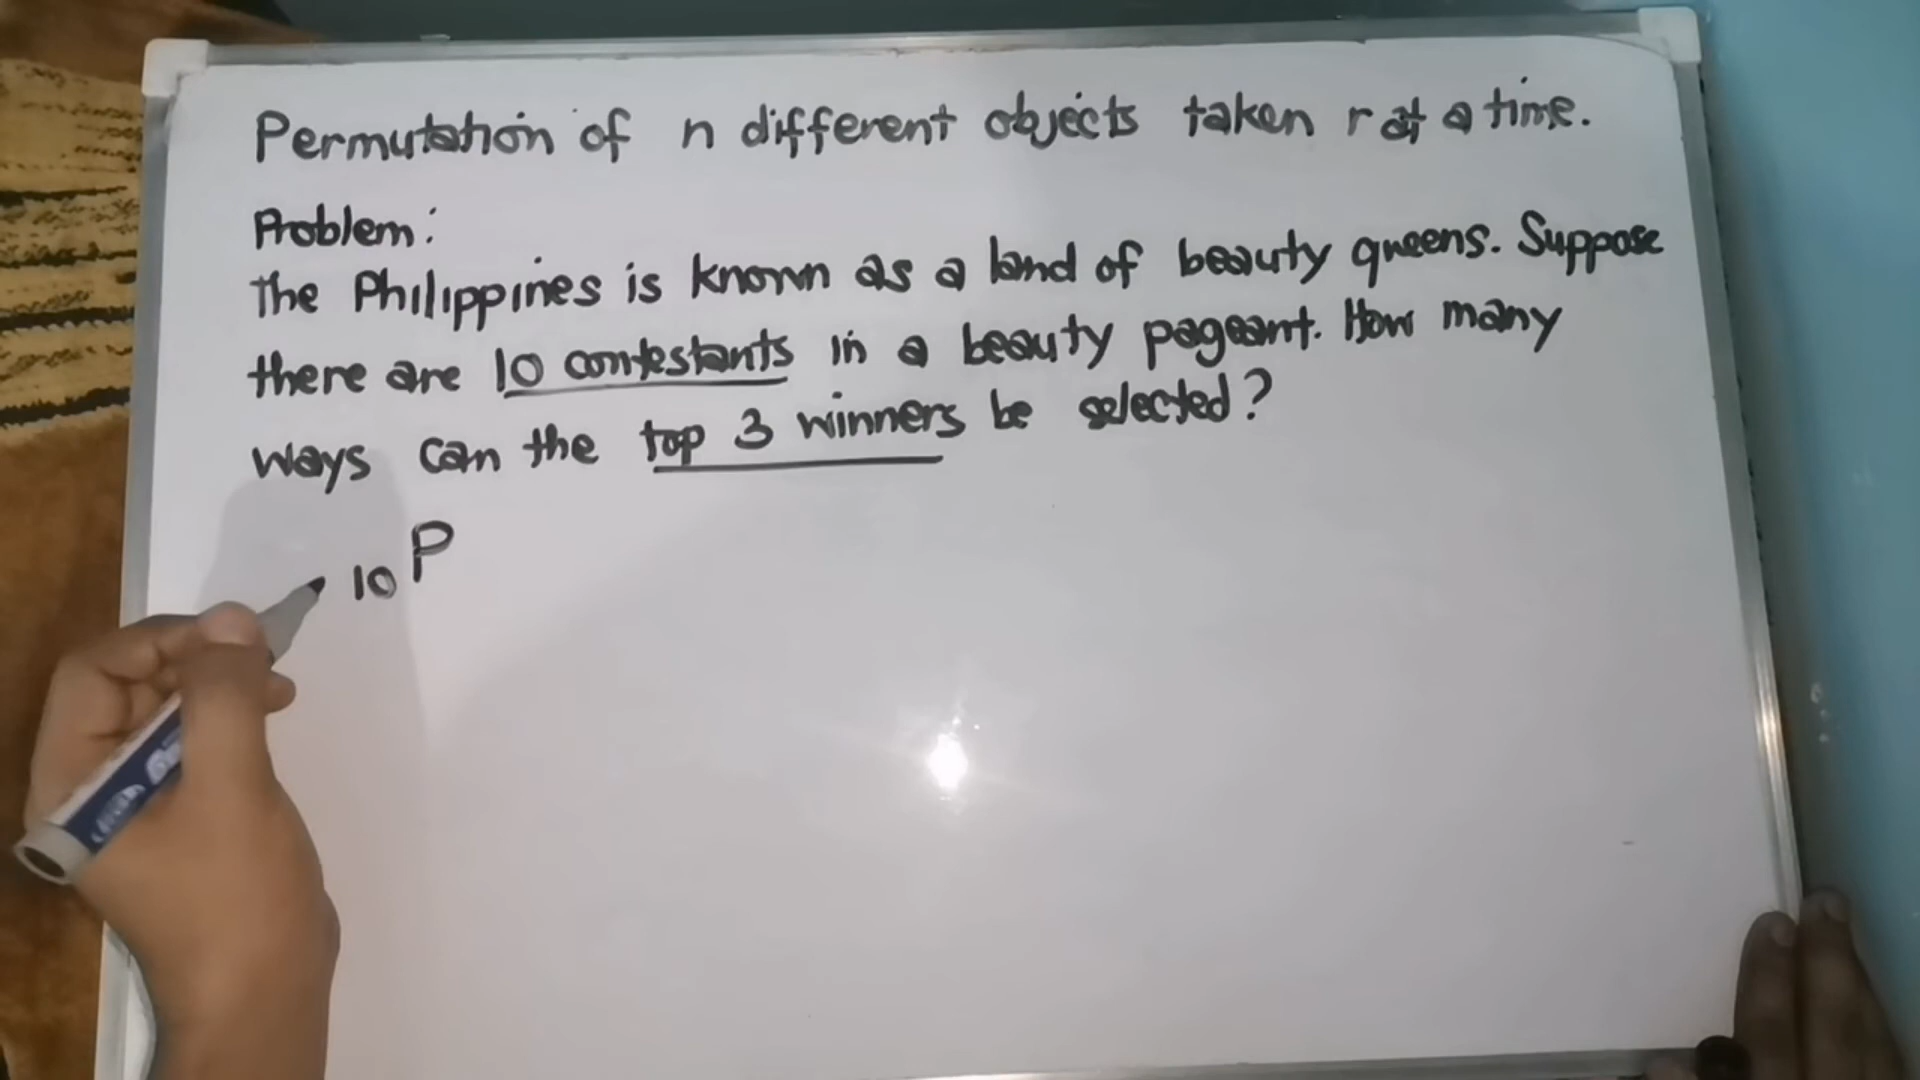 Permutation of n different objects taken r at a time.
Problem:
The Philippines is known as a land of beauty queens. Suppose
there are 10 contestants in a beauty pageant. How many
ways can the top 3 winners be selected?
10P